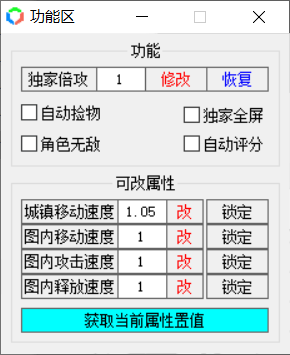 功能区
功能
独家倍攻 1 修改 恢复
自动捡物 独家全屏
角色无敌 自动评分
可改属性
城镇移动速度 1.05 改 锁定
图内移动速度 1 改 锁定
图内攻击速度 1 改 锁定
图内释放速度 1 改 锁定
获取当前属性置值